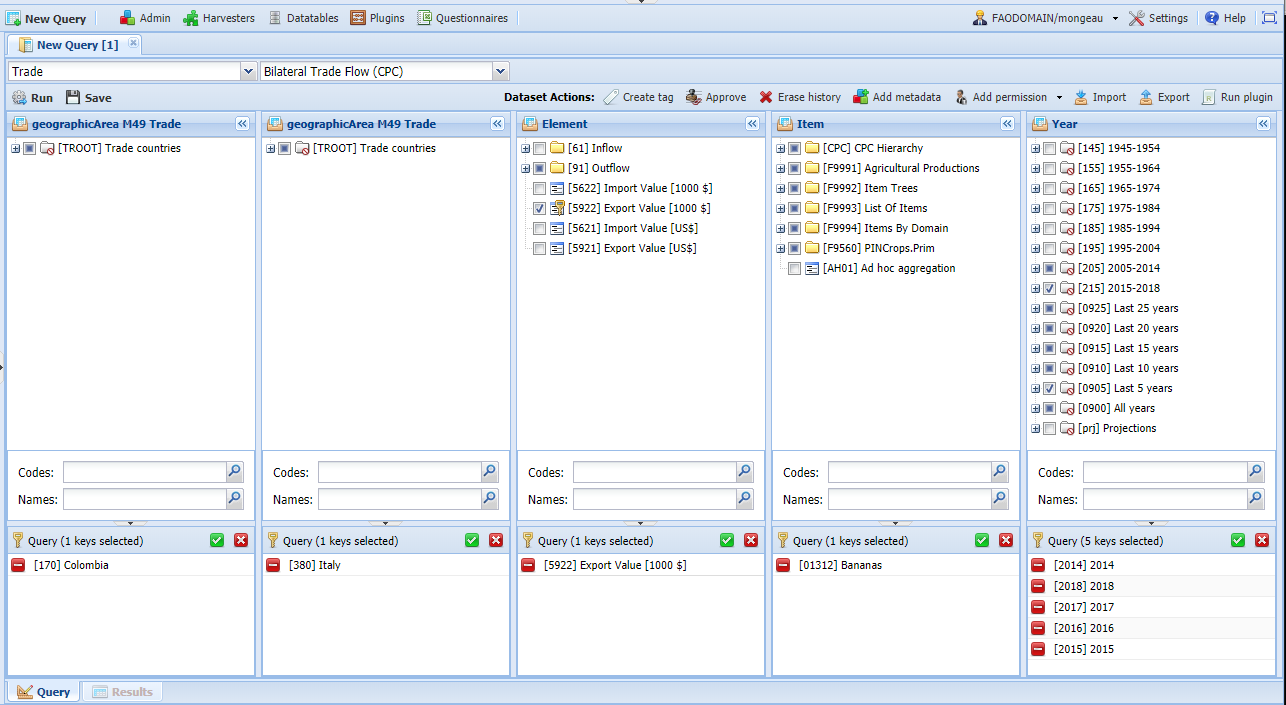 New Query Admin Harvesters Datatables Plugins Questionnaires FAODOMAIN/mongeau Settings Help
New Query [1]
Trade Bilateral Trade Flow (CPC)
Run Save Dataset Actions: Create tag Approve Erase history Add metadata Add permission Import Export Run plugin
geographicArea M49 Trade geographicArea M49 Trade Element Item Year
[TROOT] Trade countries [TROOT] Trade countries [61] Inflow [CPC] CPC Hierarchy [145] 1945-1954
[91] Outflow [F9991] Agricultural Productions [155] 1955-1964
[5622] Import Value [1000 $] [F9992] Item Trees [165] 1965-1974
[5922] Export Value [1000 $] [F9993] List Of Items [175] 1975-1984
[5621] Import Value [US$] [F9994] Items By Domain [185] 1985-1994
[5921] Export Value [US$] [F9560] PINCrops.Prim [195] 1995-2004
[AH01] Ad hoc aggregation [205] 2005-2014
[215] 2015-2018
[0925] Last 25 years
[0920] Last 20 years
[0915] Last 15 years
[0910] Last 10 years
[0905] Last 5 years
[0900] All years
[prj] Projections
Codes: Codes: Codes: Codes: Codes:
Names: Names: Names: Names: Names:
Query (1 keys selected) Query (1 keys selected) Query (1 keys selected) Query (1 keys selected) Query (5 keys selected)
[170] Colombia [380] Italy [5922] Export Value [1000 $] [01312] Bananas [2014] 2014
[2018] 2018
[2017] 2017
[2016] 2016
[2015] 2015
Query Results